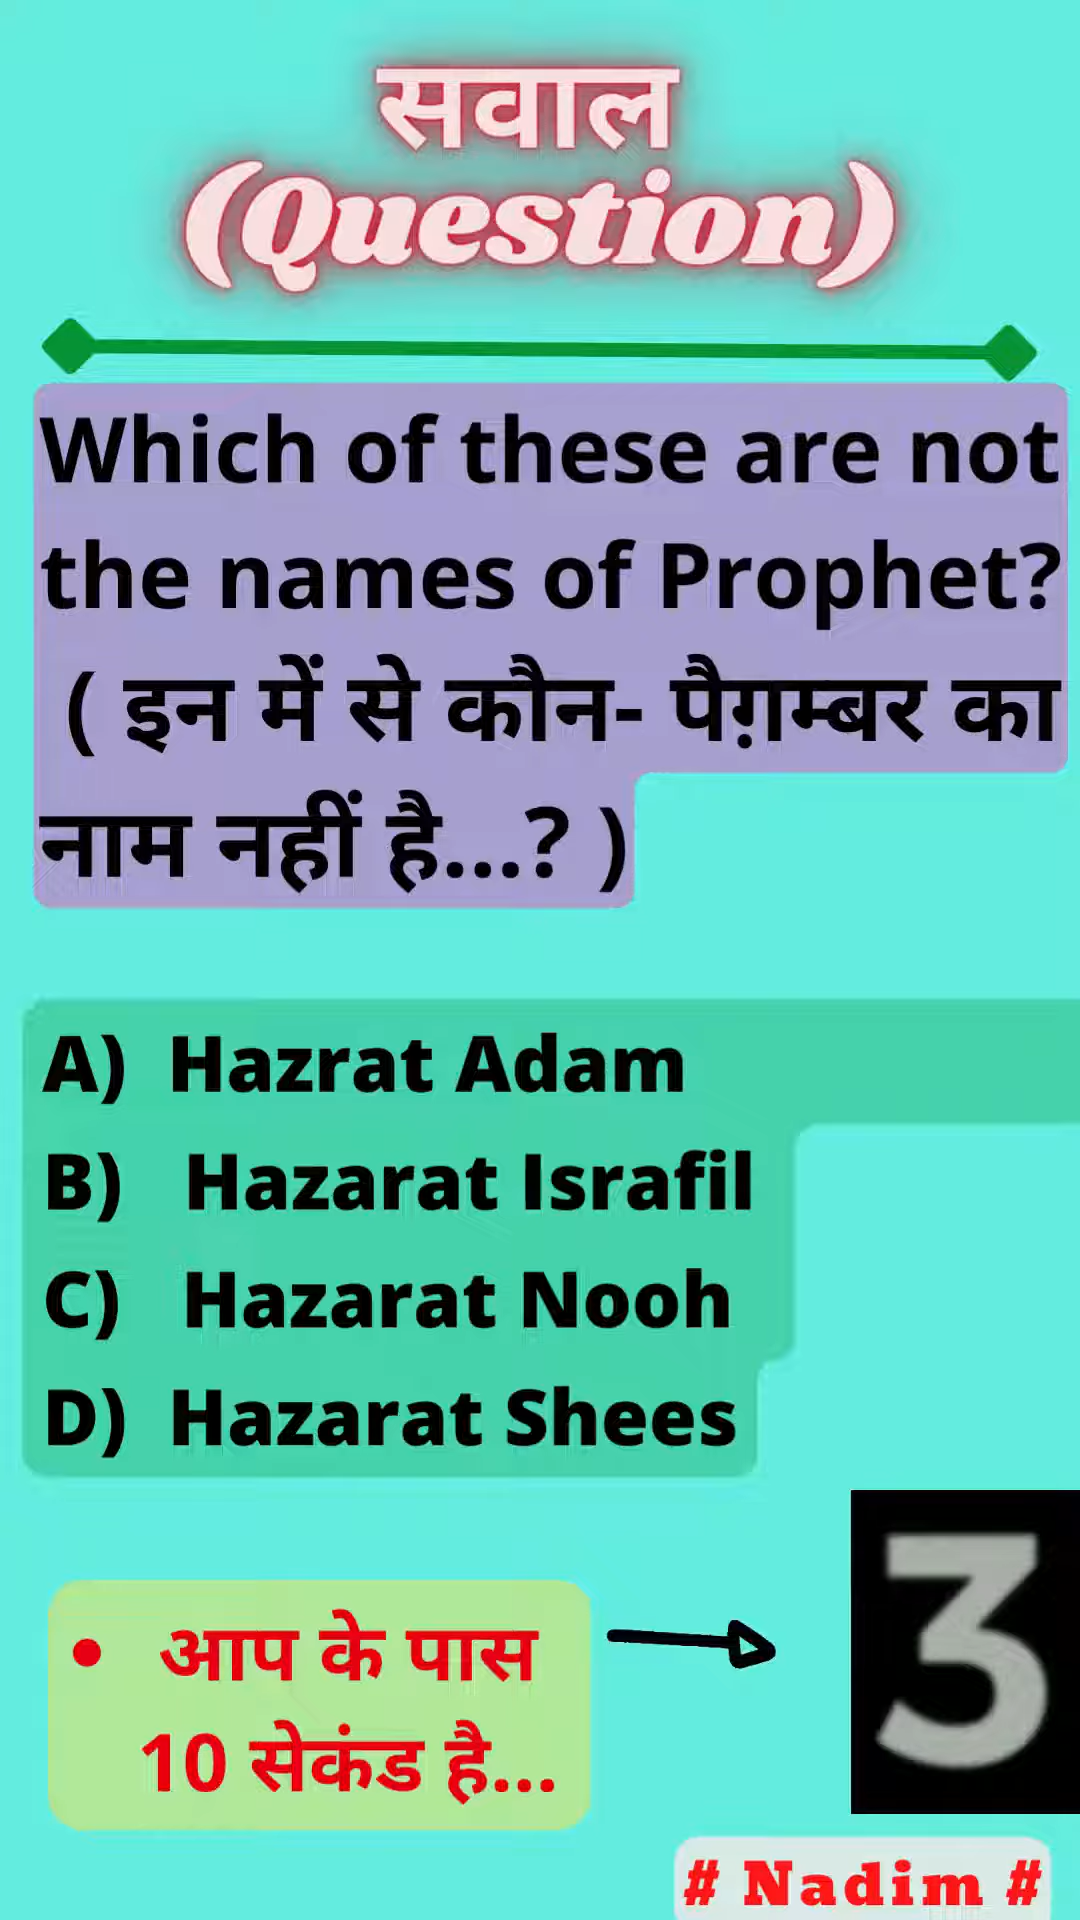 सवाल
(Question)
Which of these are not
the names of Prophet?
( इन में से कौन- पैग़म्बर का
नाम नहीं है...? )
A) Hazrat Adam
B) Hazarat Israfil
C) Hazarat Nooh
D) Hazarat Shees
• आप के पास
10 सेकंड है...
3
# Nadim #